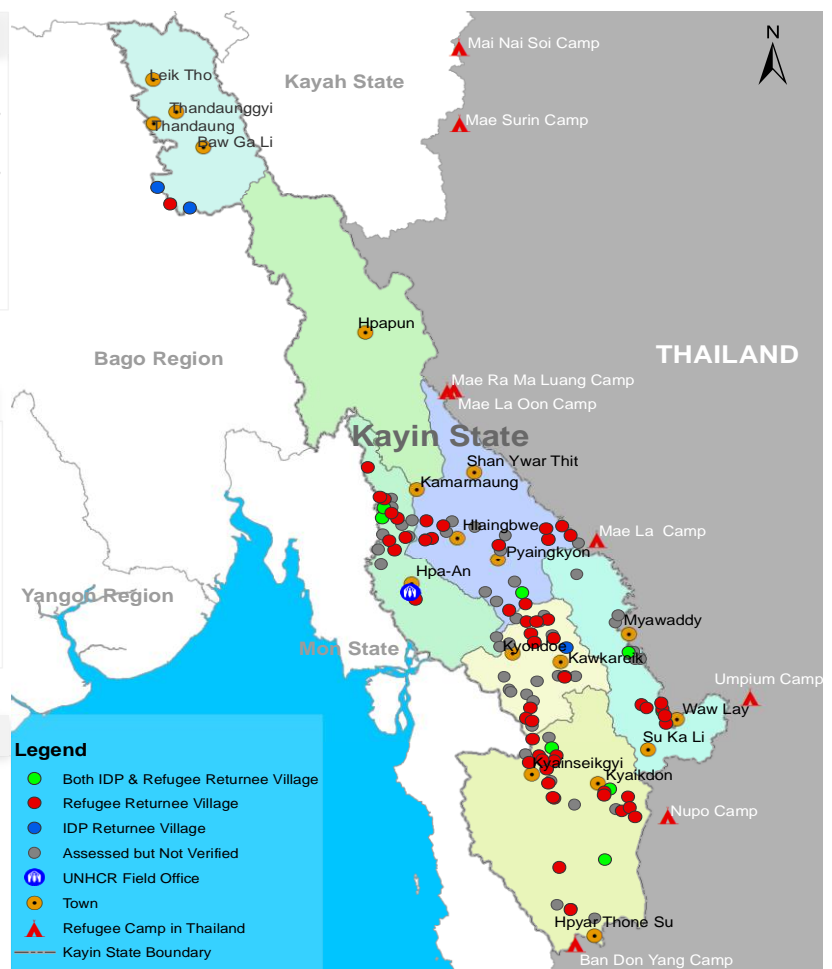 N
Mai Nai Soi Camp
Leik Tho
Kayah State
Thandaunggyi
Mae Surin Camp
Thandaung
Baw Ga Li
Hpapun
Bago Region
THAILAND
Mae Ra Ma Luang Camp
Mae La Oon Camp
Kayin State
Shan Ywar Thit
Kamarmaung
Hlaingbwe
Mae La Camp
Pyaingkyon
Hpa-An
Yangon Region
Myawaddy
Mon State
Kyondoe
Kawkareik
Umpium Camp
Waw Lay
Su Ka Li
Legend
Both IDP & Refugee Returnee Village
Refugee Returnee Village
IDP Returnee Village
Assessed but Not Verified
UNHCR Field Office
Town
Refugee Camp in Thailand
Kayin State Boundary
Kyainseikgyi
Kyaikdon
Nupo Camp
Hpyar Thone Su
Ban Don Yang Camp